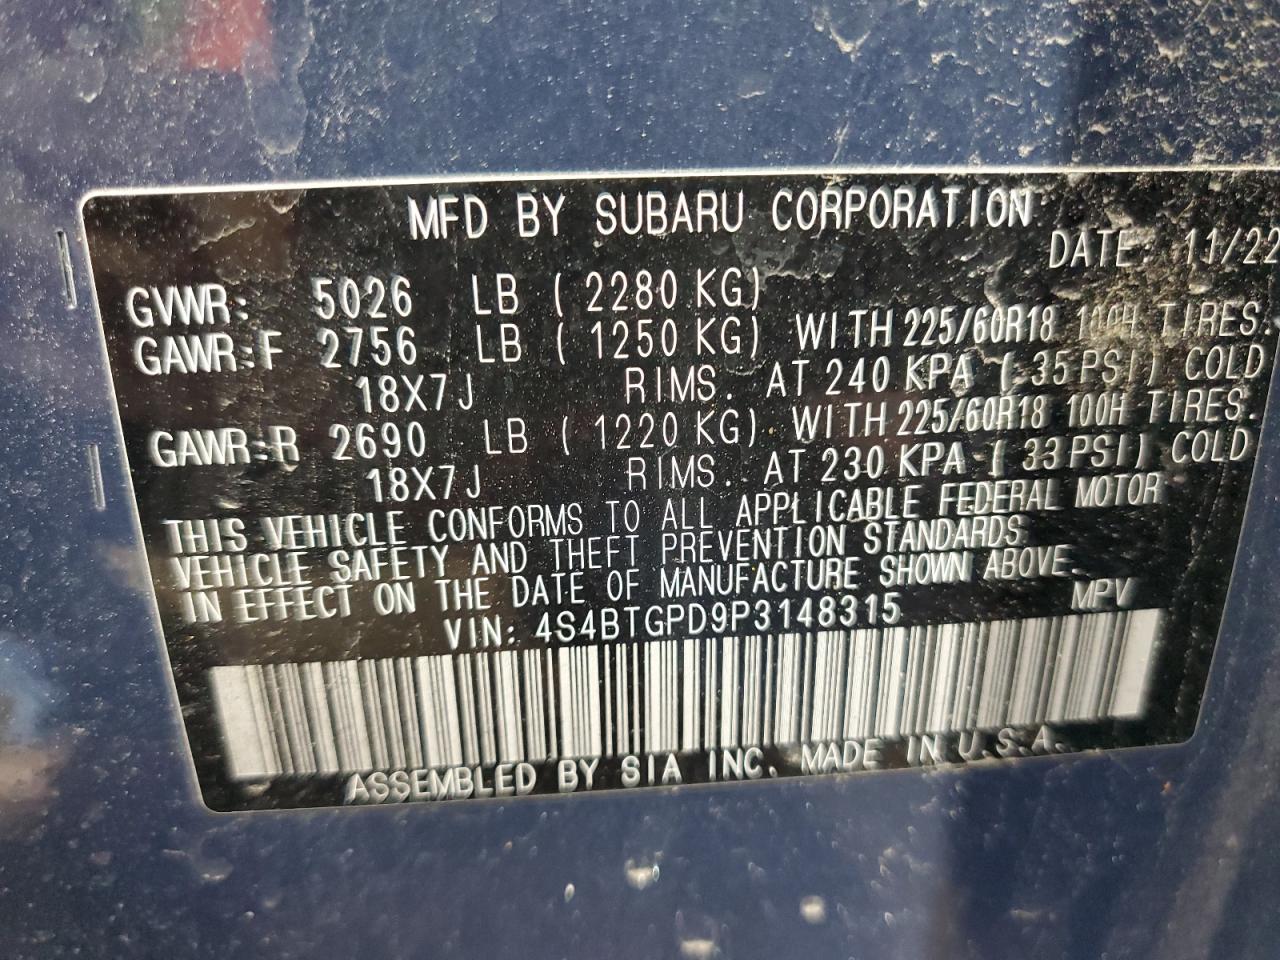 MFD BY SUBARU CORPORATION
DATE: 11/22
GVWR: 5026 LB ( 2280 KG)
GAWR:F 2756 LB ( 1250 KG) WITH 225/60R18 100H TIRES.
18X7J RIMS. AT 240 KPA ( 35 PSI) COLD
GAWR:R 2690 LB ( 1220 KG) WITH 225/60R18 100H TIRES.
18X7J RIMS. AT 230 KPA ( 33 PSI) COLD
THIS VEHICLE CONFORMS TO ALL APPLICABLE FEDERAL MOTOR
VEHICLE SAFETY AND THEFT PREVENTION STANDARDS
IN EFFECT ON THE DATE OF MANUFACTURE SHOWN ABOVE.
VIN: 4S4BTGPD9P3148315 MPV
ASSEMBLED BY SIA INC. MADE IN U.S.A.